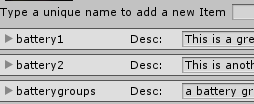 Type a unique name to add a new Item
battery1 Desc: This is a gre
battery2 Desc: This is anoth
batterygroups Desc: a battery gr